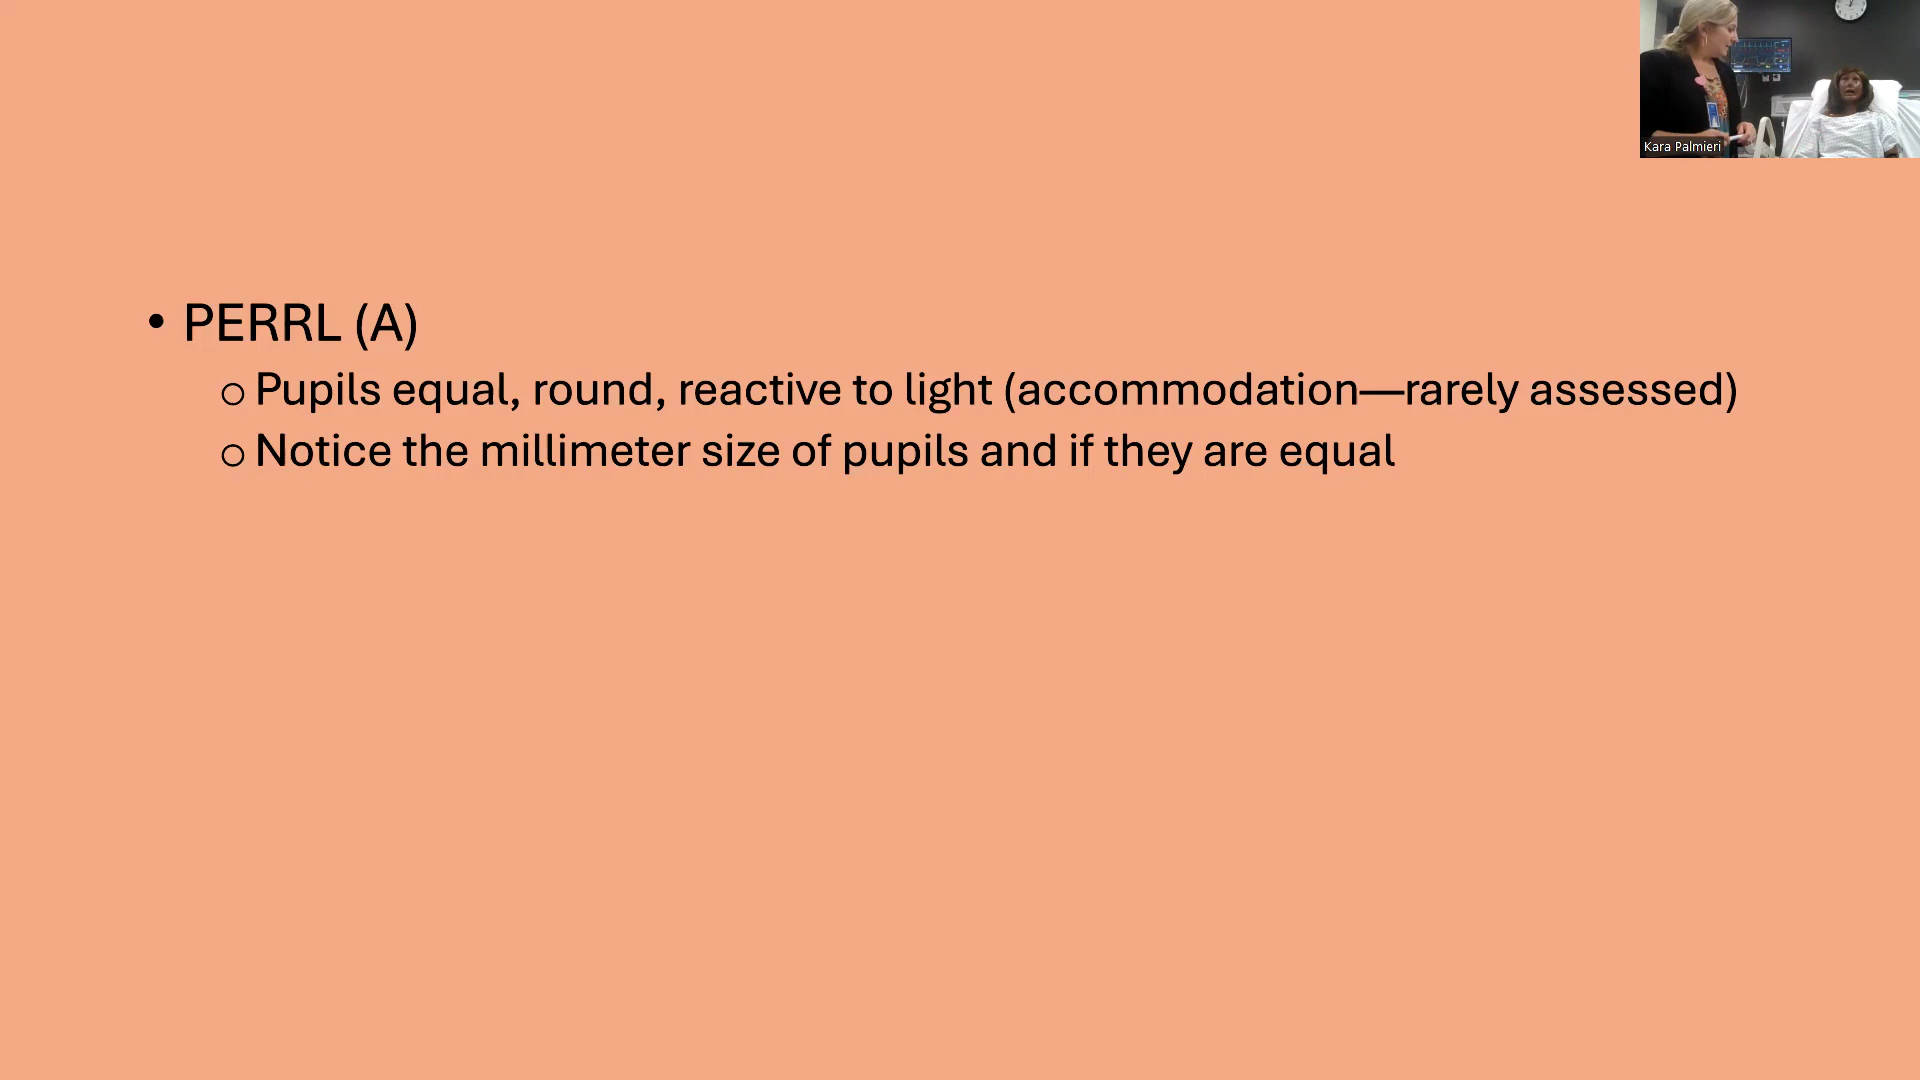 Kara Palmieri
• PERRL (A)
o Pupils equal, round, reactive to light (accommodation—rarely assessed)
o Notice the millimeter size of pupils and if they are equal